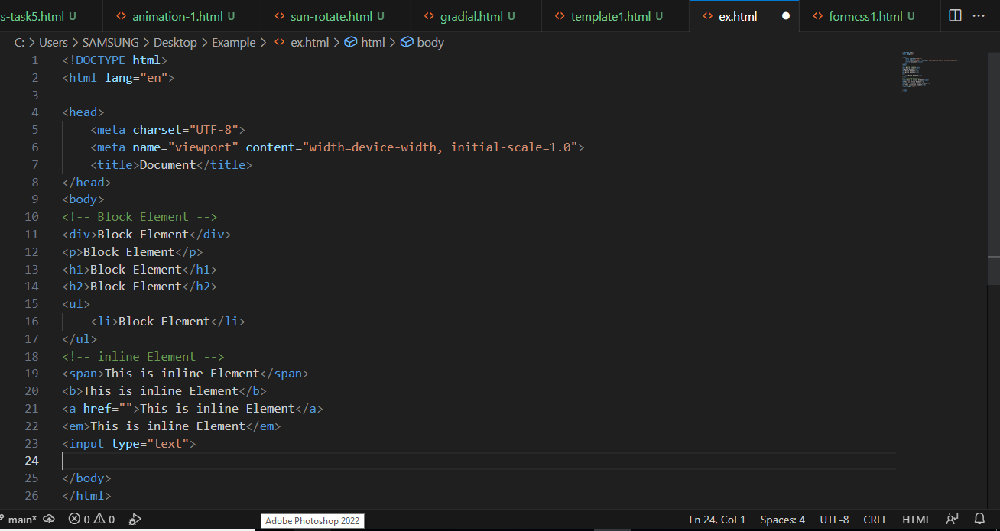 s-task5.html U animation-1.html U sun-rotate.html U gradial.html U template1.html U ex.html formcss1.html U
C: > Users > SAMSUNG > Desktop > Example > ex.html > html > body
1 <!DOCTYPE html>
2 <html lang="en">
3
4 <head>
5 <meta charset="UTF-8">
6 <meta name="viewport" content="width=device-width, initial-scale=1.0">
7 <title>Document</title>
8 </head>
9 <body>
10 <!-- Block Element -->
11 <div>Block Element</div>
12 <p>Block Element</p>
13 <h1>Block Element</h1>
14 <h2>Block Element</h2>
15 <ul>
16 <li>Block Element</li>
17 </ul>
18 <!-- inline Element -->
19 <span>This is inline Element</span>
20 <b>This is inline Element</b>
21 <a href="">This is inline Element</a>
22 <em>This is inline Element</em>
23 <input type="text">
24
25 </body>
26 </html>
main* 0 0 Adobe Photoshop 2022 Ln 24, Col 1 Spaces: 4 UTF-8 CRLF HTML